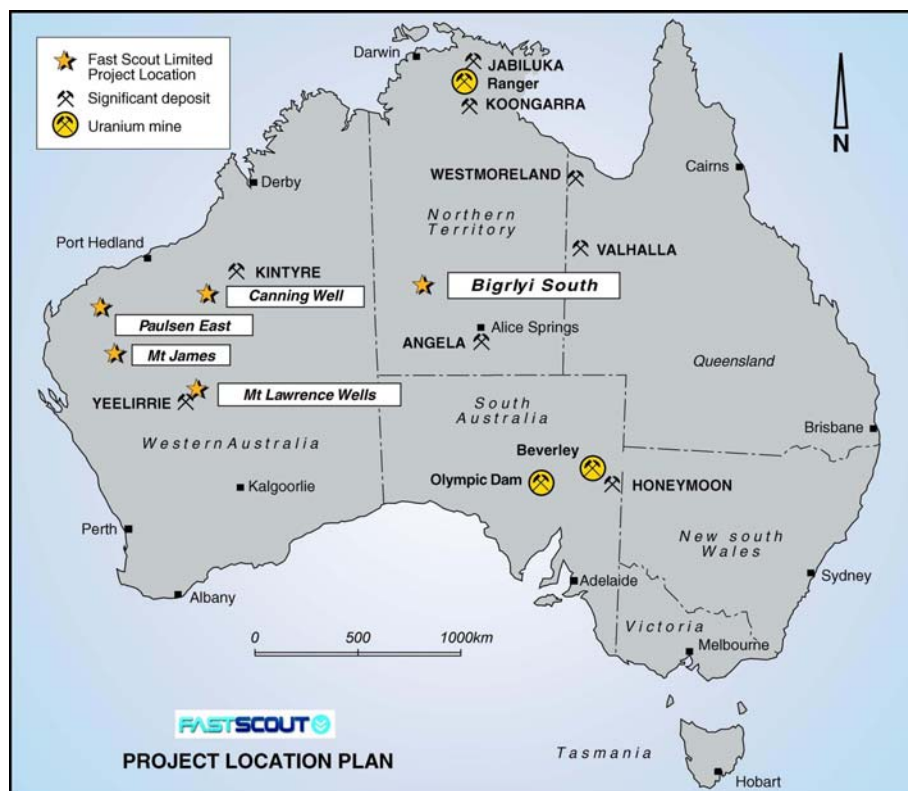 Fast Scout Limited
Project Location
Significant deposit
Uranium mine
Darwin
JABILUKA
Ranger
KOONGARRA
N
Cairns
WESTMORELAND
Derby
Northern
Territory
Port Hedland
VALHALLA
KINTYRE
Canning Well
Bigrlyi South
Paulsen East
Alice Springs
ANGELA
Mt James
Queensland
Mt Lawrence Wells
YEELIRRIE
South
Australia
Western Australia
Brisbane
Beverley
Olympic Dam
HONEYMOON
Kalgoorlie
Perth
New south
Wales
Adelaide
Sydney
Albany
Victoria
Melbourne
0 500 1000km
FASTSCOUT
PROJECT LOCATION PLAN
Tasmania
Hobart